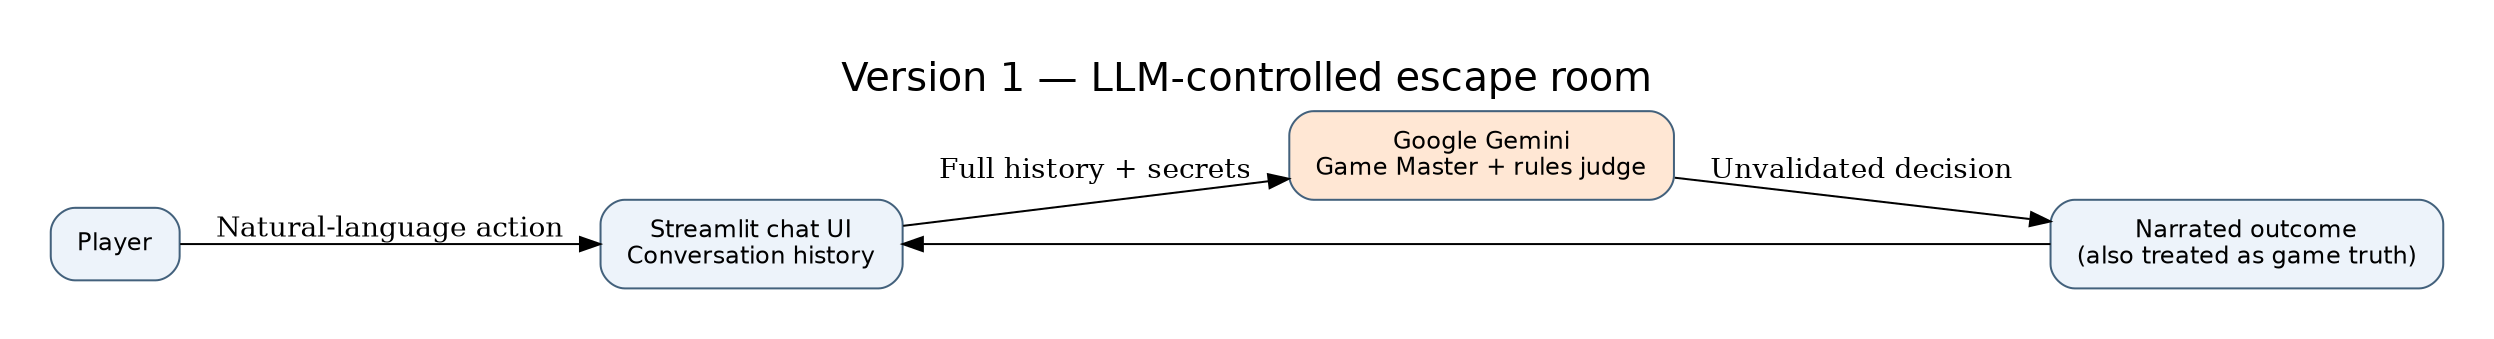 Version 1 — LLM-controlled escape room
Player
Natural-language action
Streamlit chat UI
Conversation history
Full history + secrets
Google Gemini
Game Master + rules judge
Unvalidated decision
Narrated outcome
(also treated as game truth)